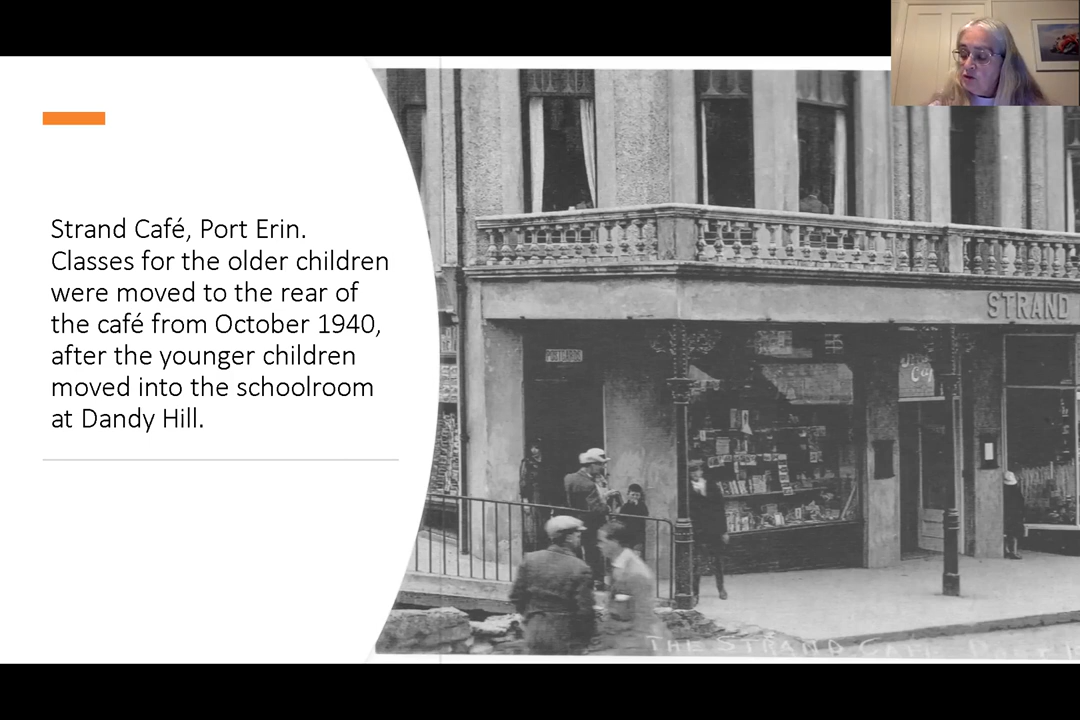 Strand Café, Port Erin.
Classes for the older children
were moved to the rear of
the café from October 1940,
after the younger children
moved into the schoolroom
at Dandy Hill.
STRAND
POSTCARDS
THE STRAND CAFE